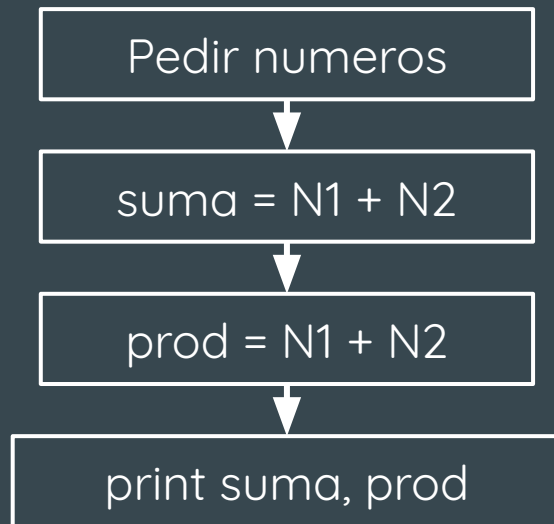 Pedir numeros
suma = N1 + N2
prod = N1 + N2
print suma, prod